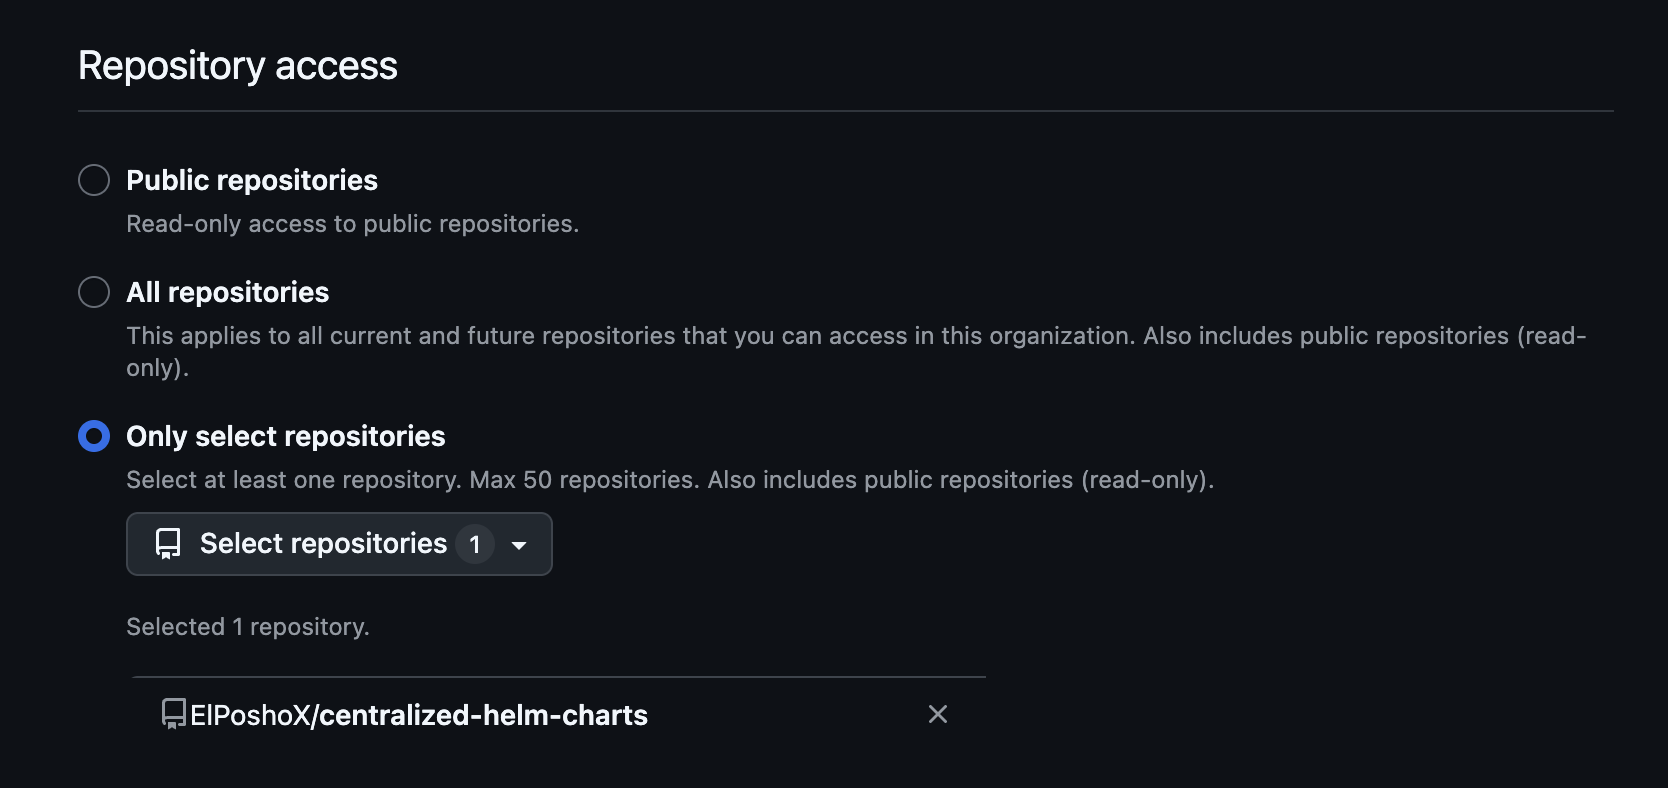 Repository access
Public repositories
Read-only access to public repositories.
All repositories
This applies to all current and future repositories that you can access in this organization. Also includes public repositories (read-
only).
Only select repositories
Select at least one repository. Max 50 repositories. Also includes public repositories (read-only).
Select repositories 1
Selected 1 repository.
ElPoshoX/centralized-helm-charts